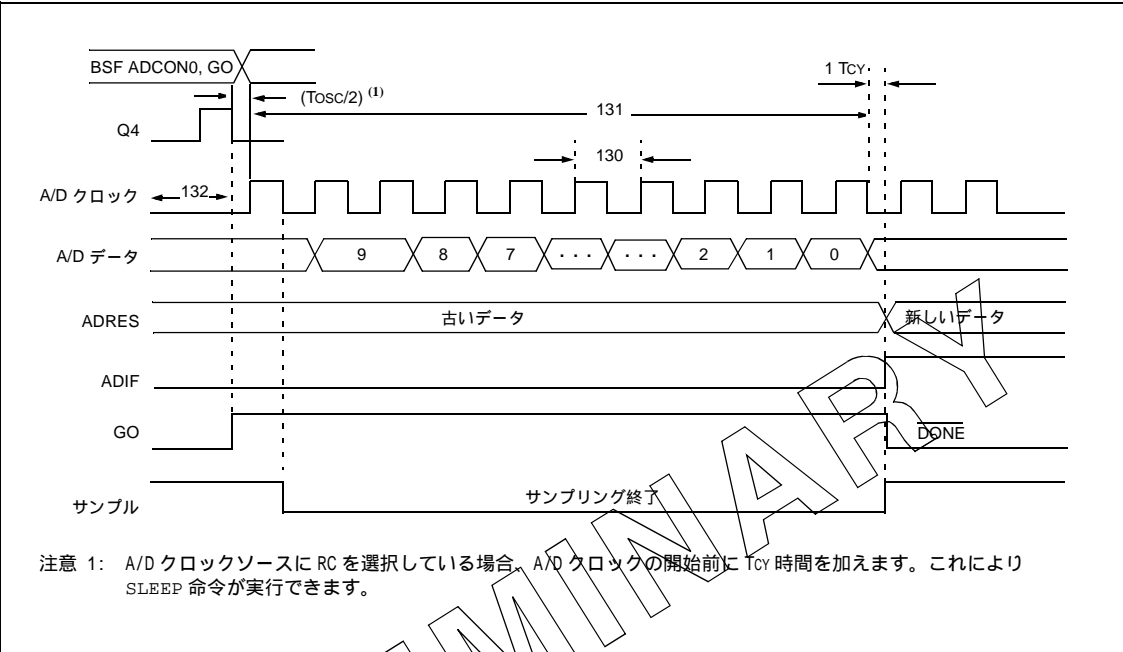 BSF ADCON0, GO
(TOSC/2) (1)
1 TCY
131
Q4
130
A/D クロック
132
A/D データ
9 8 7 ... ... 2 1 0
ADRES
古いデータ
新しいデータ
ADIF
GO
DONE
サンプル
サンプリング終了
注意 1: A/D クロックソースに RC を選択している場合、A/D クロックの開始前に TCY 時間を加えます。これにより
SLEEP 命令が実行できます。